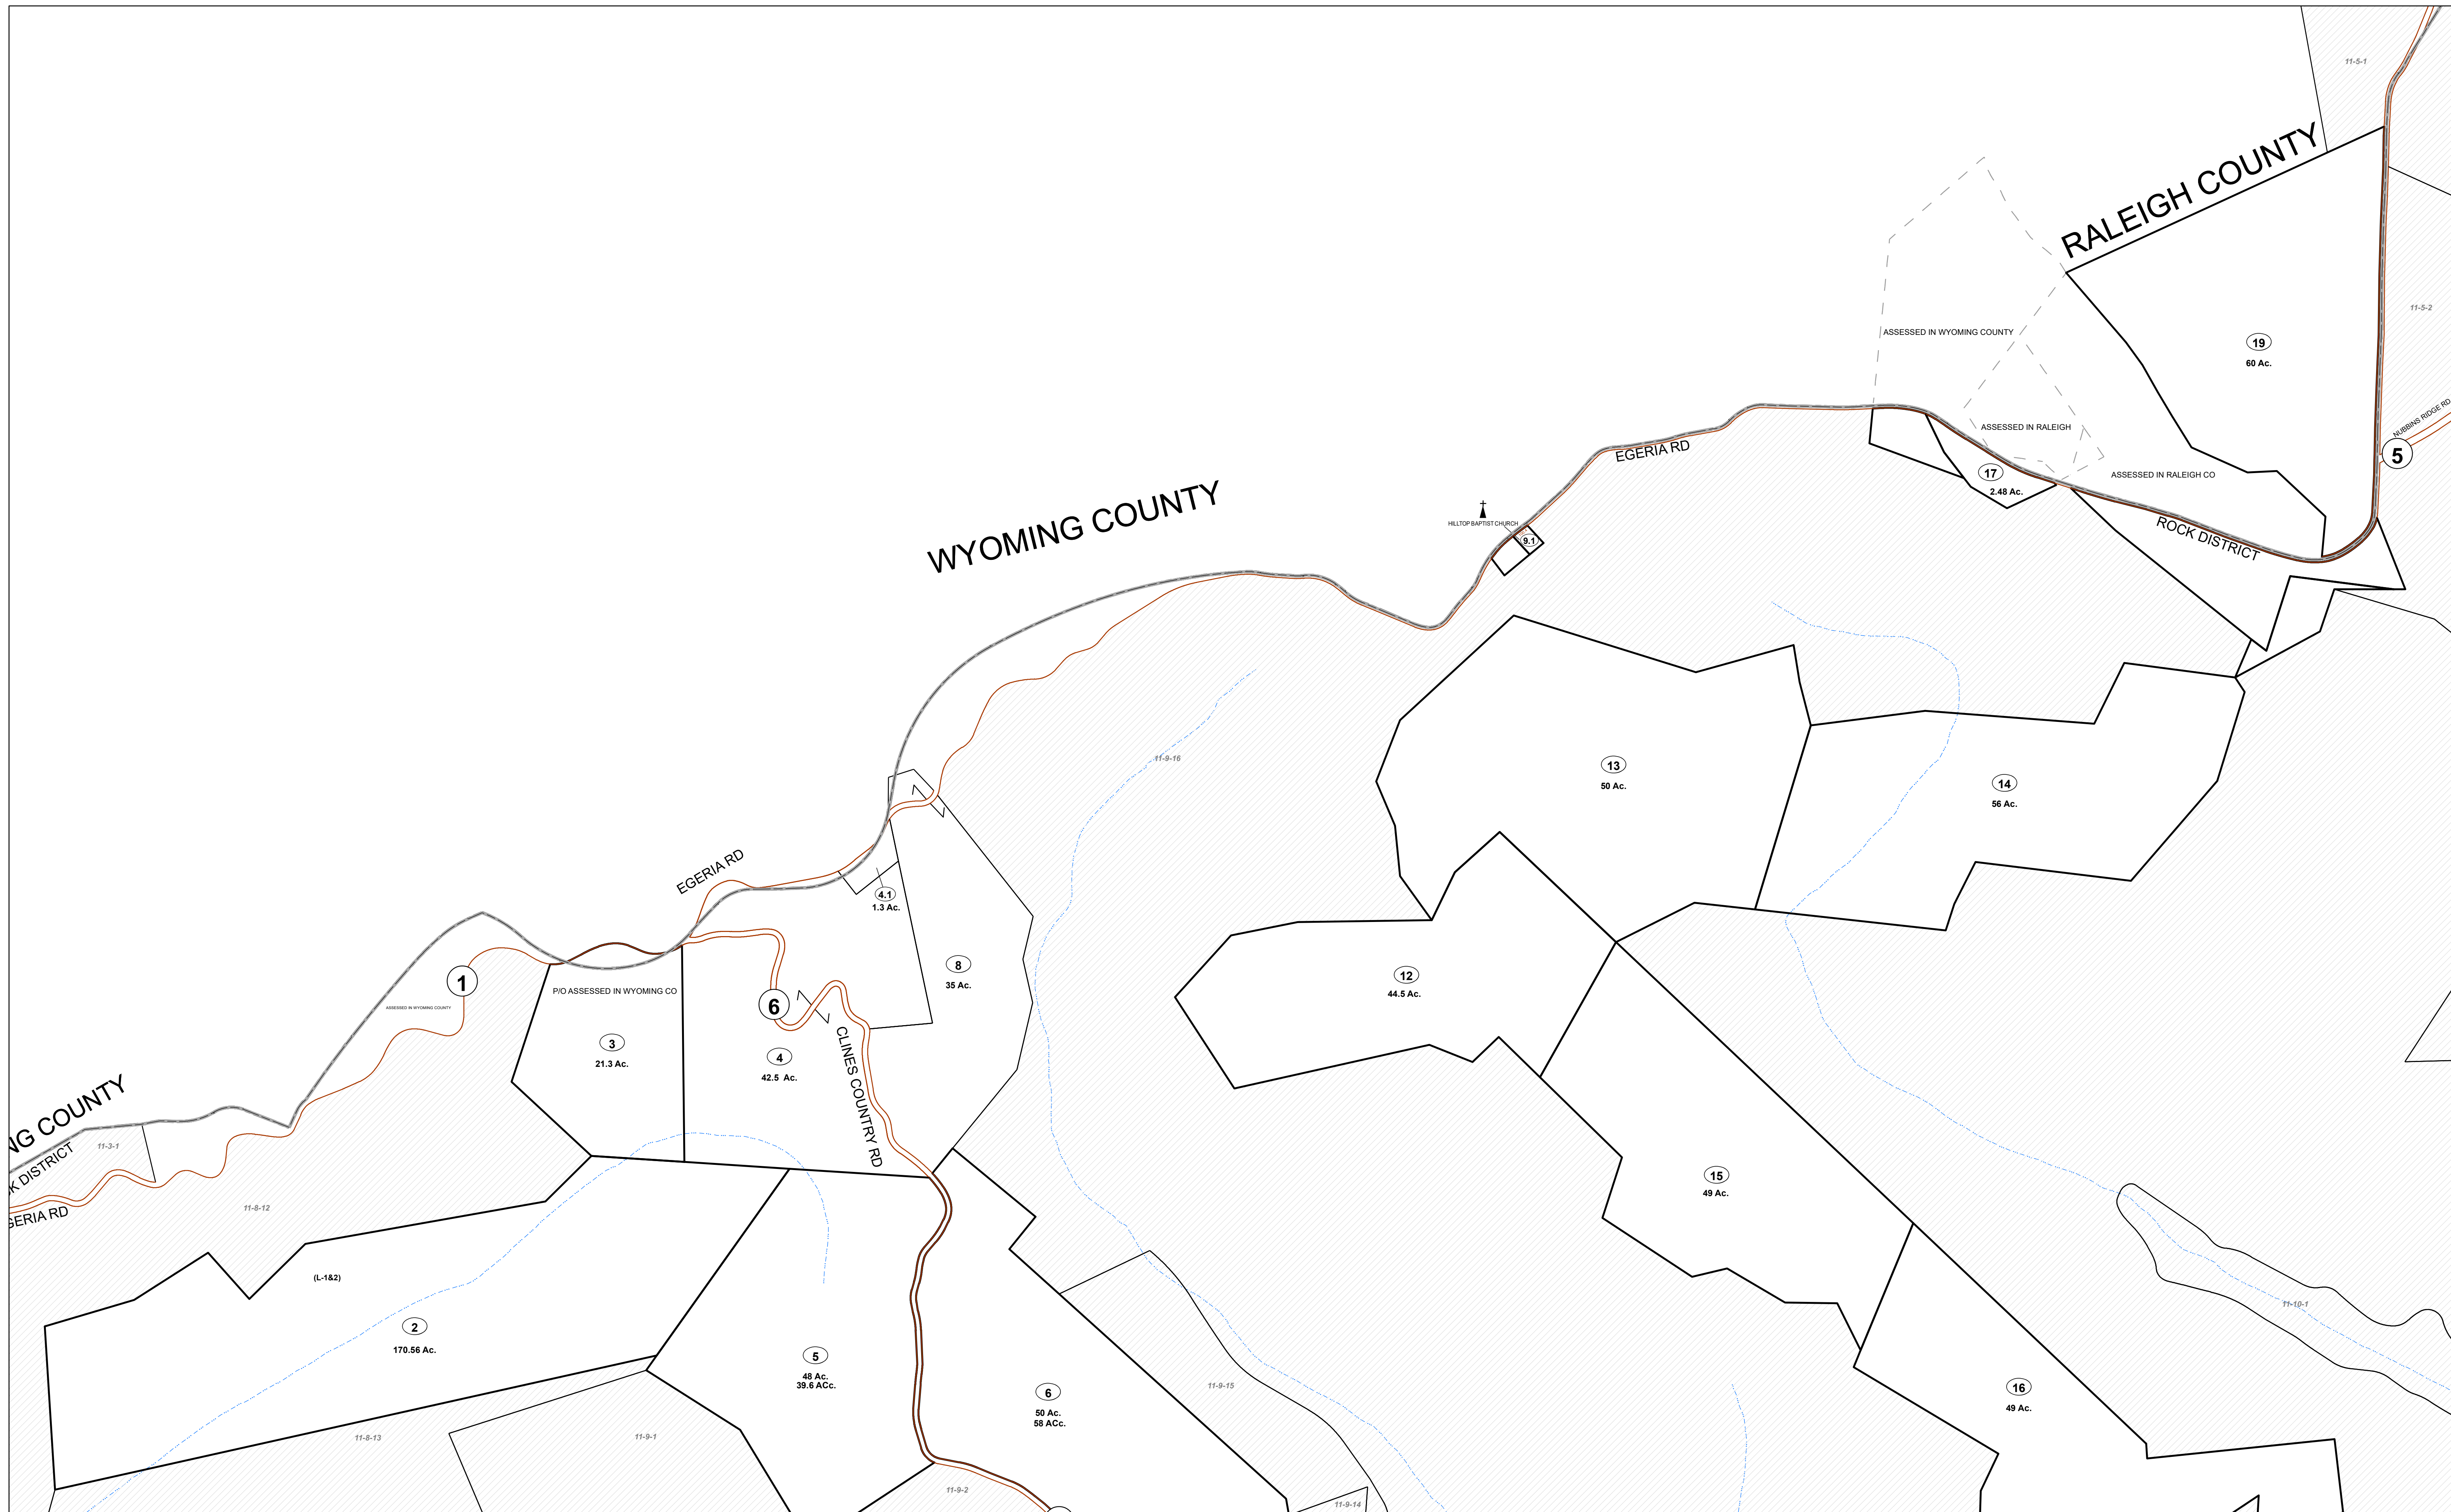 11-5-1
RALEIGH COUNTY
11-5-2
ASSESSED IN WYOMING COUNTY
19
60 Ac.
NUBBINS RIDGE RD
5
ASSESSED IN RALEIGH
EGERIA RD
17
2.48 Ac.
ASSESSED IN RALEIGH CO
ROCK DISTRICT
WYOMING COUNTY
HILLTOP BAPTIST CHURCH
9.1
11-9-16
13
50 Ac.
14
56 Ac.
EGERIA RD
4.1
1.3 Ac.
8
35 Ac.
12
44.5 Ac.
1
P/O ASSESSED IN WYOMING CO
6
ASSESSED IN WYOMING COUNTY
3
21.3 Ac.
4
42.5 Ac.
CLINES COUNTRY RD
NG COUNTY
11-3-1
K DISTRICT
GERIA RD
11-8-12
15
49 Ac.
(L-1&2)
2
170.56 Ac.
11-10-1
5
48 Ac.
39.6 ACc.
6
50 Ac.
58 ACc.
11-9-15
16
49 Ac.
11-8-13
11-9-1
11-9-2
11-9-14